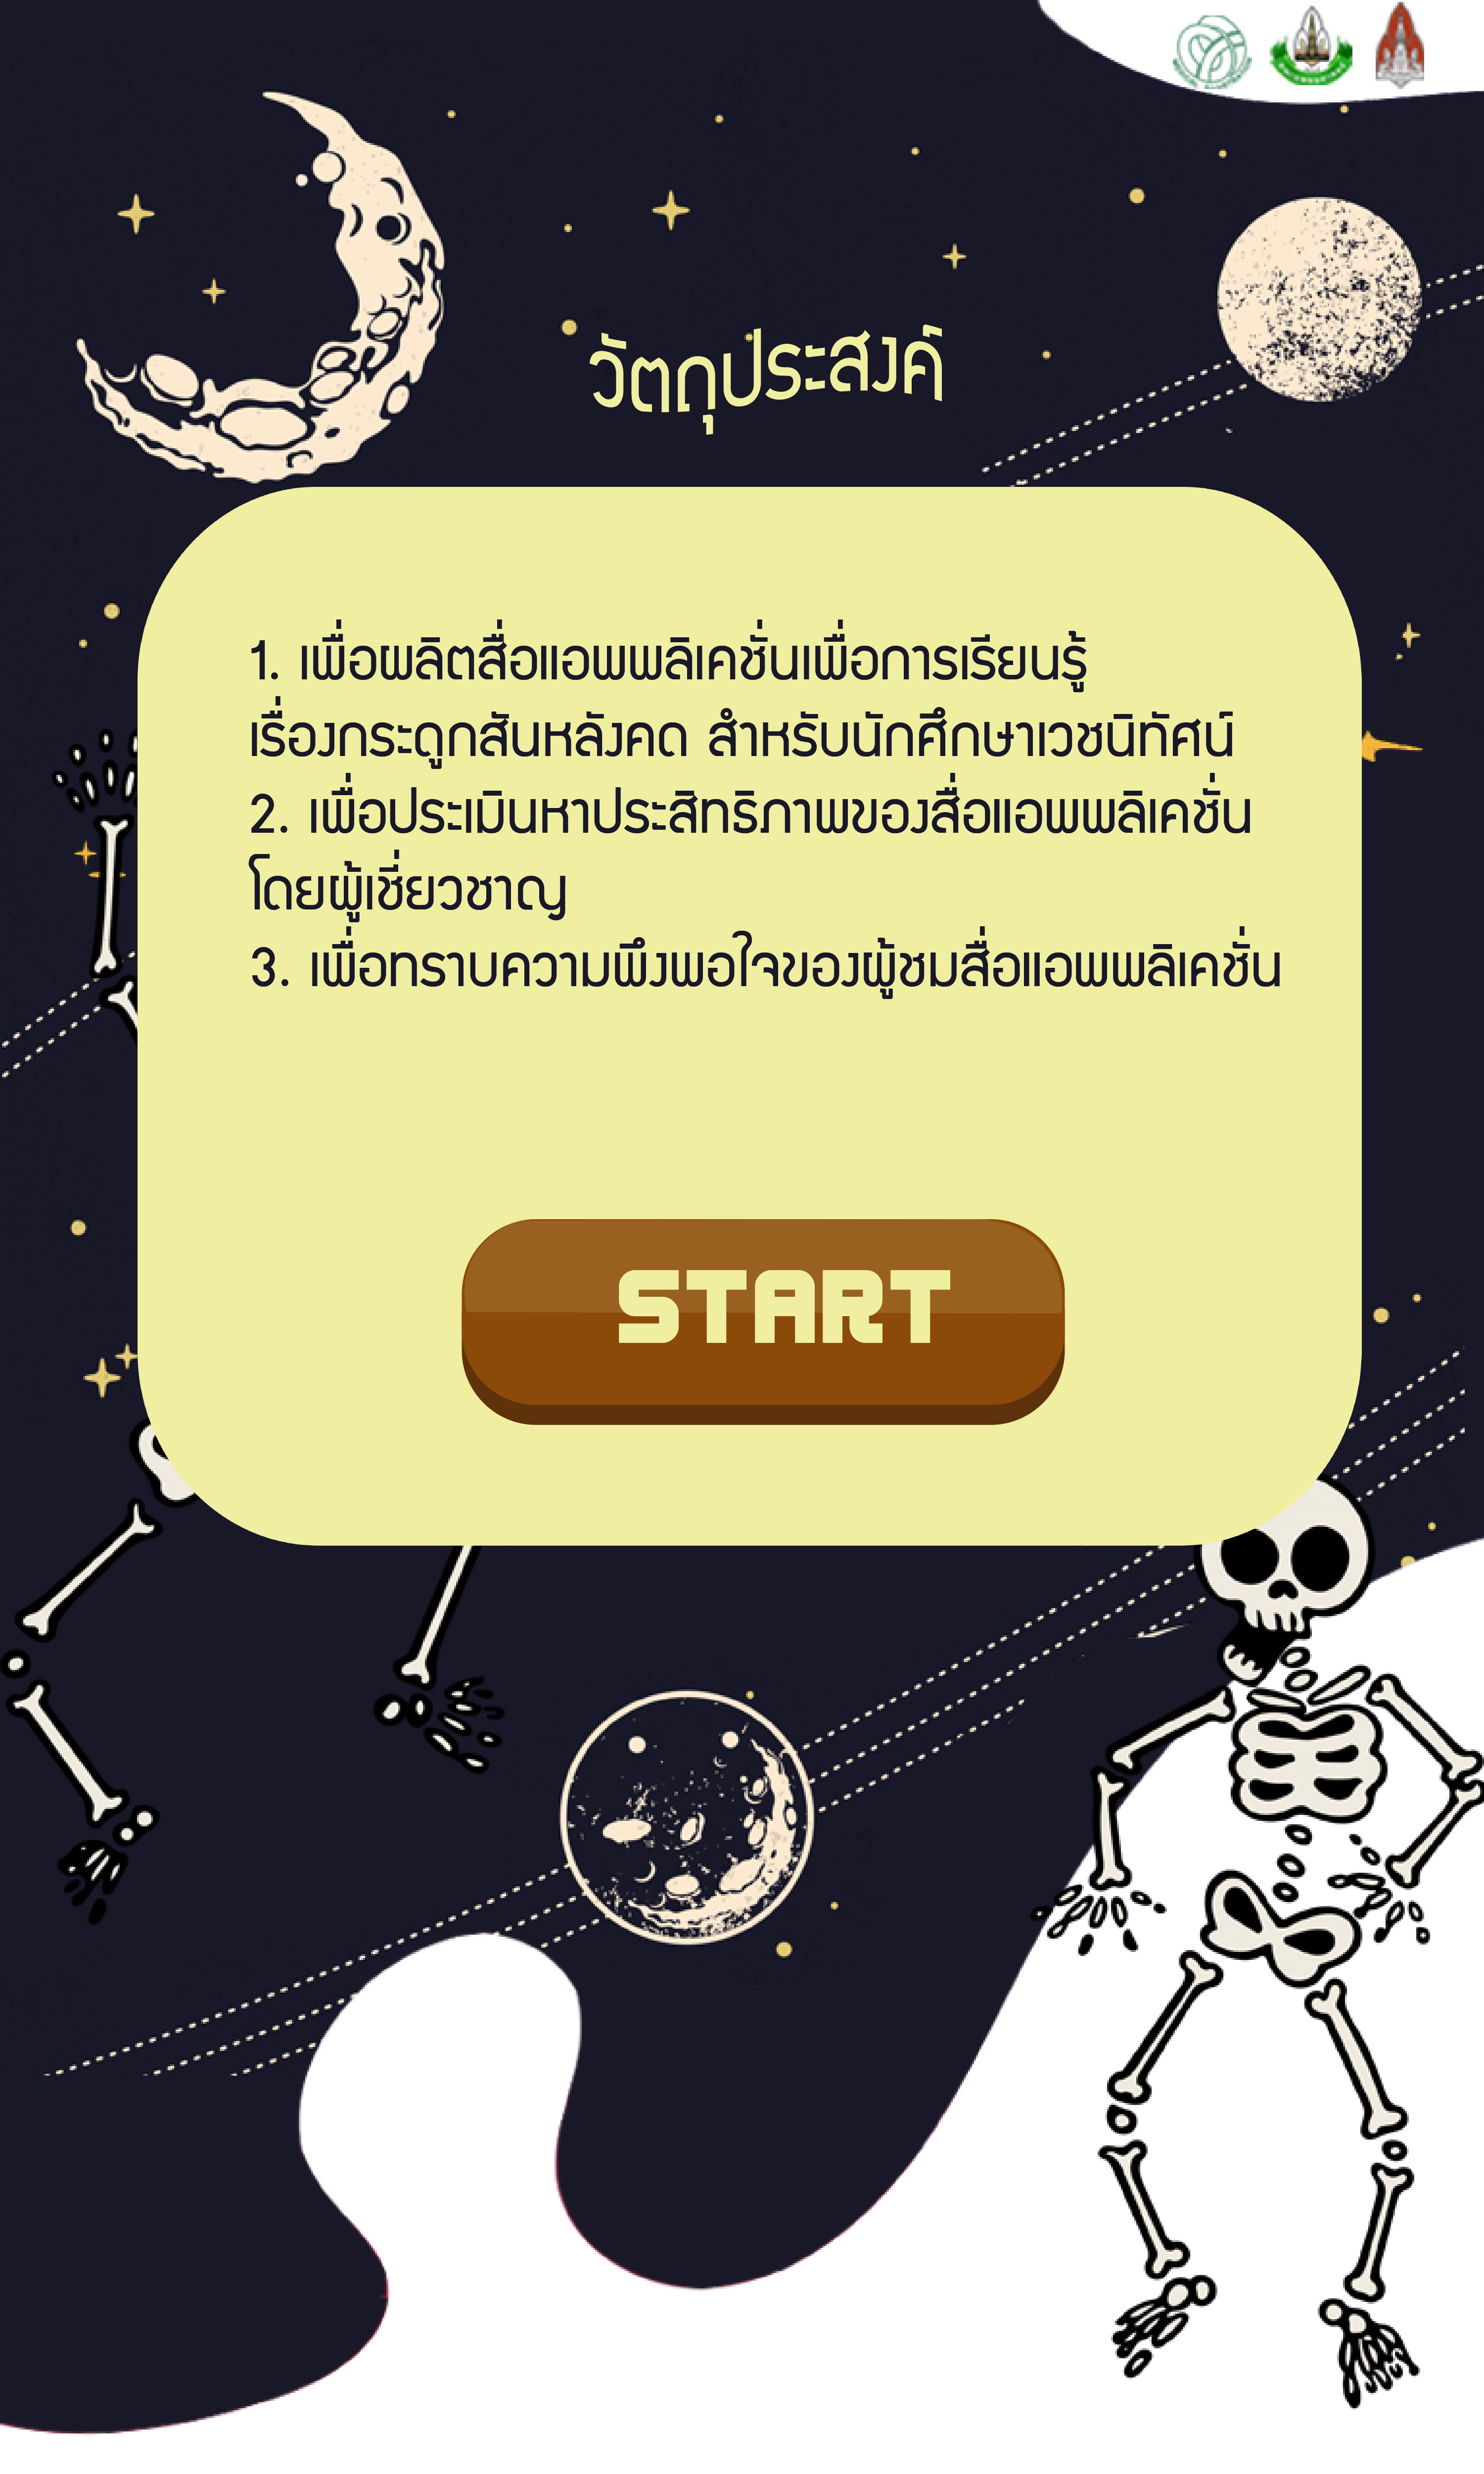 วัตถุประสงค์
1. เพื่อผลิตสื่อแอพพลิเคชั่นเพื่อการเรียนรู้
เรื่องกระดูกสันหลังคด สำหรับนักศึกษาเวชนิทัศน์
2. เพื่อประเมินหาประสิทธิภาพของสื่อแอพพลิเคชั่น
โดยผู้เชี่ยวชาญ
3. เพื่อทราบความพึงพอใจของผู้ชมสื่อแอพพลิเคชั่น
START